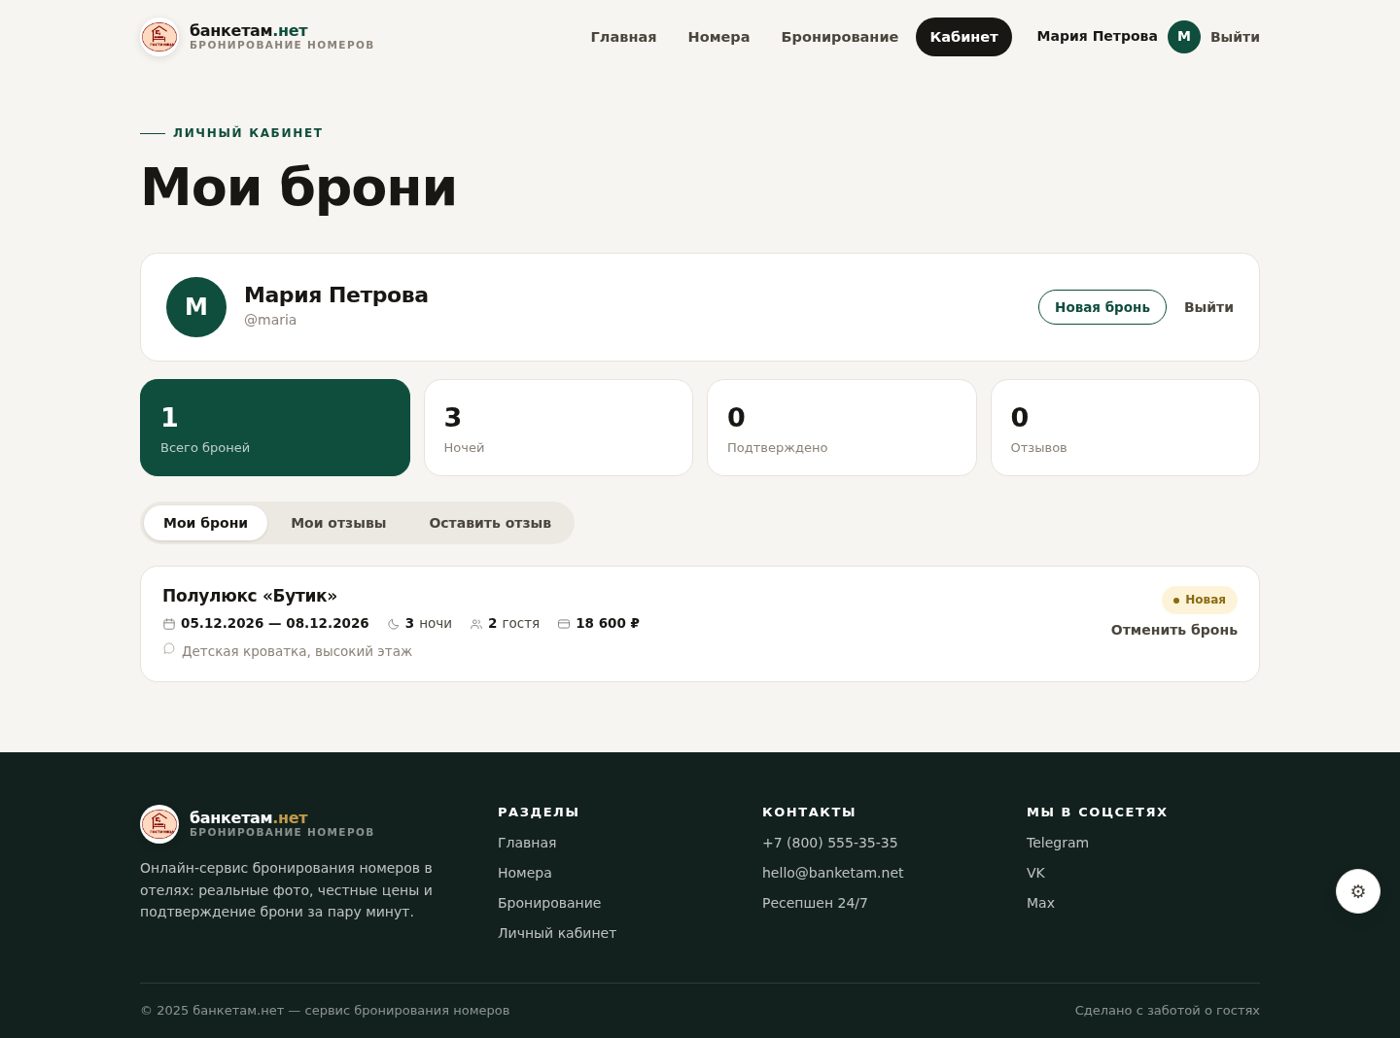 банкетам.нет
БРОНИРОВАНИЕ НОМЕРОВ
Главная
Номера
Бронирование
Кабинет
Мария Петрова
М
Выйти
ЛИЧНЫЙ КАБИНЕТ
Мои брони
М
Мария Петрова
@maria
Новая бронь
Выйти
1
Всего броней
3
Ночей
0
Подтверждено
0
Отзывов
Мои брони
Мои отзывы
Оставить отзыв
Полулюкс «Бутик»
05.12.2026 — 08.12.2026
3 ночи
2 гостя
18 600 ₽
Детская кроватка, высокий этаж
Новая
Отменить бронь
банкетам.нет
БРОНИРОВАНИЕ НОМЕРОВ
Онлайн-сервис бронирования номеров в
отелях: реальные фото, честные цены и
подтверждение брони за пару минут.
РАЗДЕЛЫ
Главная
Номера
Бронирование
Личный кабинет
КОНТАКТЫ
+7 (800) 555-35-35
hello@banketam.net
Ресепшен 24/7
МЫ В СОЦСЕТЯХ
Telegram
VK
Max
© 2025 банкетам.нет — сервис бронирования номеров
Сделано с заботой о гостях